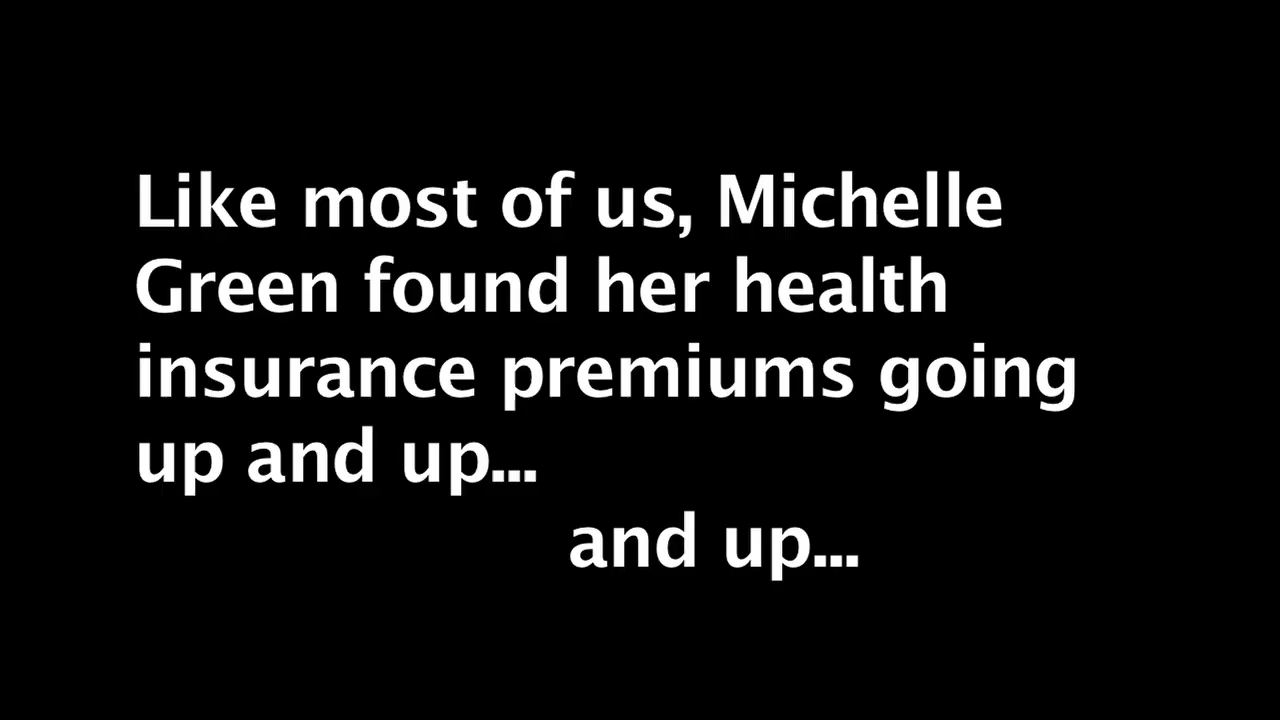 Like most of us, Michelle
Green found her health
insurance premiums going
up and up...
and up...